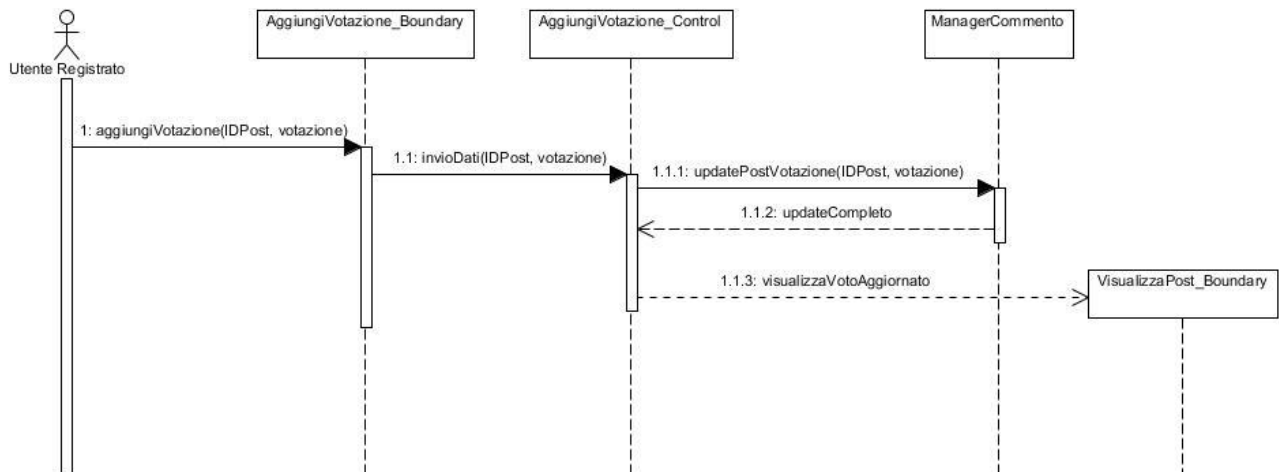 AggiungiVotazione_Boundary
AggiungiVotazione_Control
ManagerCommento
Utente Registrato
1: aggiungiVotazione(IDPost, votazione)
1.1: invioDati(IDPost, votazione)
1.1.1: updatePostVotazione(IDPost, votazione)
1.1.2: updateCompleto
1.1.3: visualizzaVotoAggiornato
VisualizzaPost_Boundary